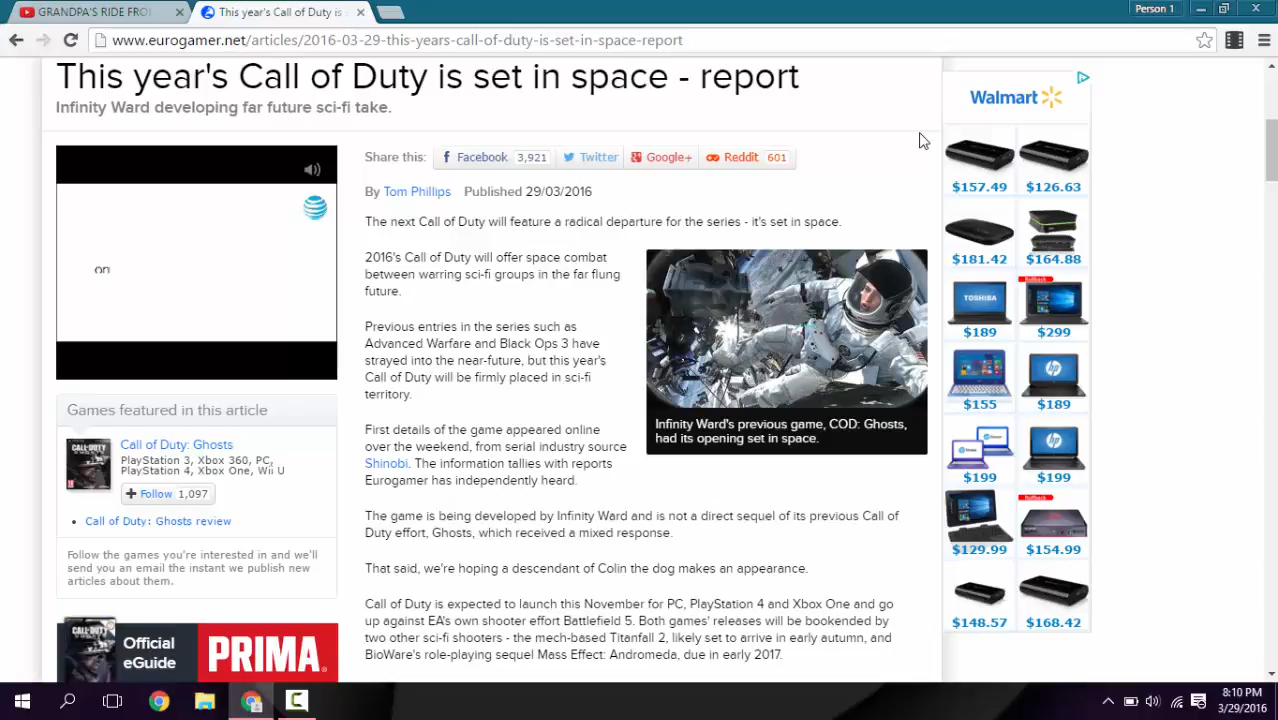 GRANDPA'S RIDE FRO
This year's Call of Duty is
Person 1
www.eurogamer.net/articles/2016-03-29-this-years-call-of-duty-is-set-in-space-report
This year's Call of Duty is set in space - report
Infinity Ward developing far future sci-fi take.
Walmart
Share this:
Facebook 3,921
Twitter
Google+
Reddit 601
By Tom Phillips Published 29/03/2016
The next Call of Duty will feature a radical departure for the series - it's set in space.
on
2016's Call of Duty will offer space combat
between warring sci-fi groups in the far flung
future.
Previous entries in the series such as
Advanced Warfare and Black Ops 3 have
strayed into the near-future, but this year's
Call of Duty will be firmly placed in sci-fi
territory.
Infinity Ward's previous game, COD: Ghosts,
had its opening set in space.
First details of the game appeared online
over the weekend, from serial industry source
Shinobi. The information tallies with reports
Eurogamer has independently heard.
The game is being developed by Infinity Ward and is not a direct sequel of its previous Call of
Duty effort, Ghosts, which received a mixed response.
That said, we're hoping a descendant of Colin the dog makes an appearance.
Call of Duty is expected to launch this November for PC, PlayStation 4 and Xbox One and go
up against EA's own shooter effort Battlefield 5. Both games' releases will be bookended by
two other sci-fi shooters - the mech-based Titanfall 2, likely set to arrive in early autumn, and
BioWare's role-playing sequel Mass Effect: Andromeda, due in early 2017.
Games featured in this article
CALL OF DUTY
Call of Duty: Ghosts
PlayStation 3, Xbox 360, PC,
PlayStation 4, Xbox One, Wii U
+ Follow 1,097
Call of Duty: Ghosts review
Follow the games you're interested in and we'll
send you an email the instant we publish new
articles about them.
Official
eGuide
PRIMA
$157.49 $126.63
$181.42 $164.88
Rollback
TOSHIBA
$189 $299
hp
$155 $189
hp
$199 $199
Rollback
$129.99 $154.99
$148.57 $168.42
8:10 PM
3/29/2016